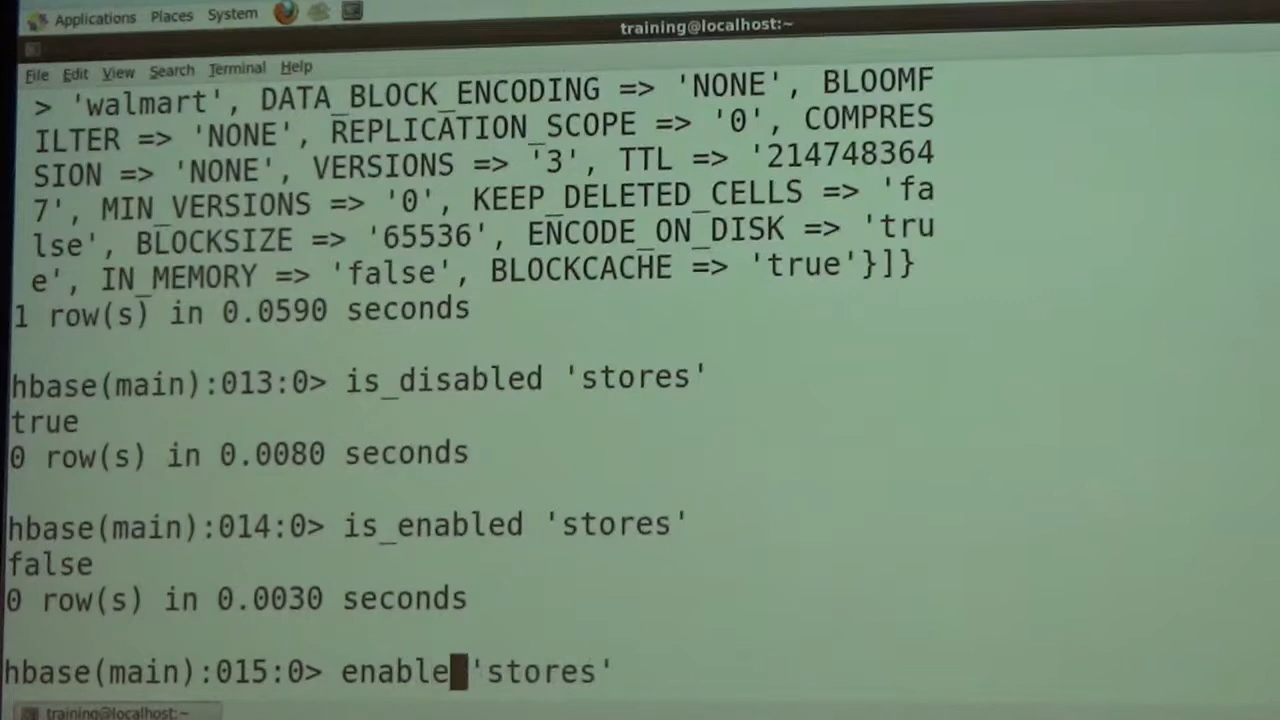 Applications Places System
training@localhost:~
File Edit View Search Terminal Help
> 'walmart', DATA_BLOCK_ENCODING => 'NONE', BLOOMF
ILTER => 'NONE', REPLICATION_SCOPE => '0', COMPRES
SION => 'NONE', VERSIONS => '3', TTL => '214748364
7', MIN_VERSIONS => '0', KEEP_DELETED_CELLS => 'fa
lse', BLOCKSIZE => '65536', ENCODE_ON_DISK => 'tru
e', IN_MEMORY => 'false', BLOCKCACHE => 'true'}]}
1 row(s) in 0.0590 seconds
hbase(main):013:0> is_disabled 'stores'
true
0 row(s) in 0.0080 seconds
hbase(main):014:0> is_enabled 'stores'
false
0 row(s) in 0.0030 seconds
hbase(main):015:0> enable 'stores'
training@localhost:~